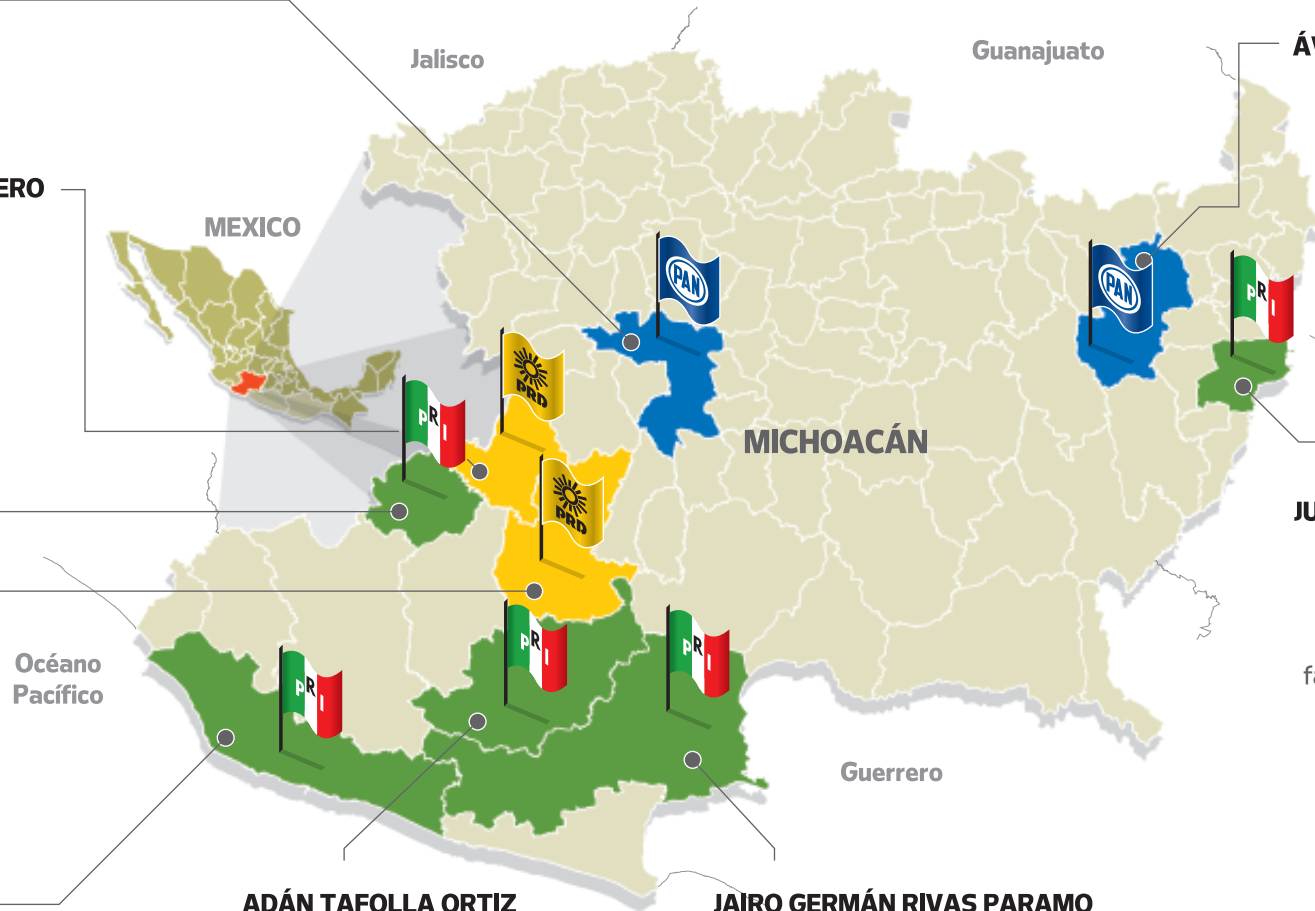 Jalisco
Guanajuato
ERO
MEXICO
PAN
PAN
PRI
PRD
PRI
MICHOACÁN
PRD
PRI
PRI
PRI
Océano
Pacífico
Guerrero
ADÁN TAFOLLA ORTIZ
JAIRO GERMÁN RIVAS PARAMO